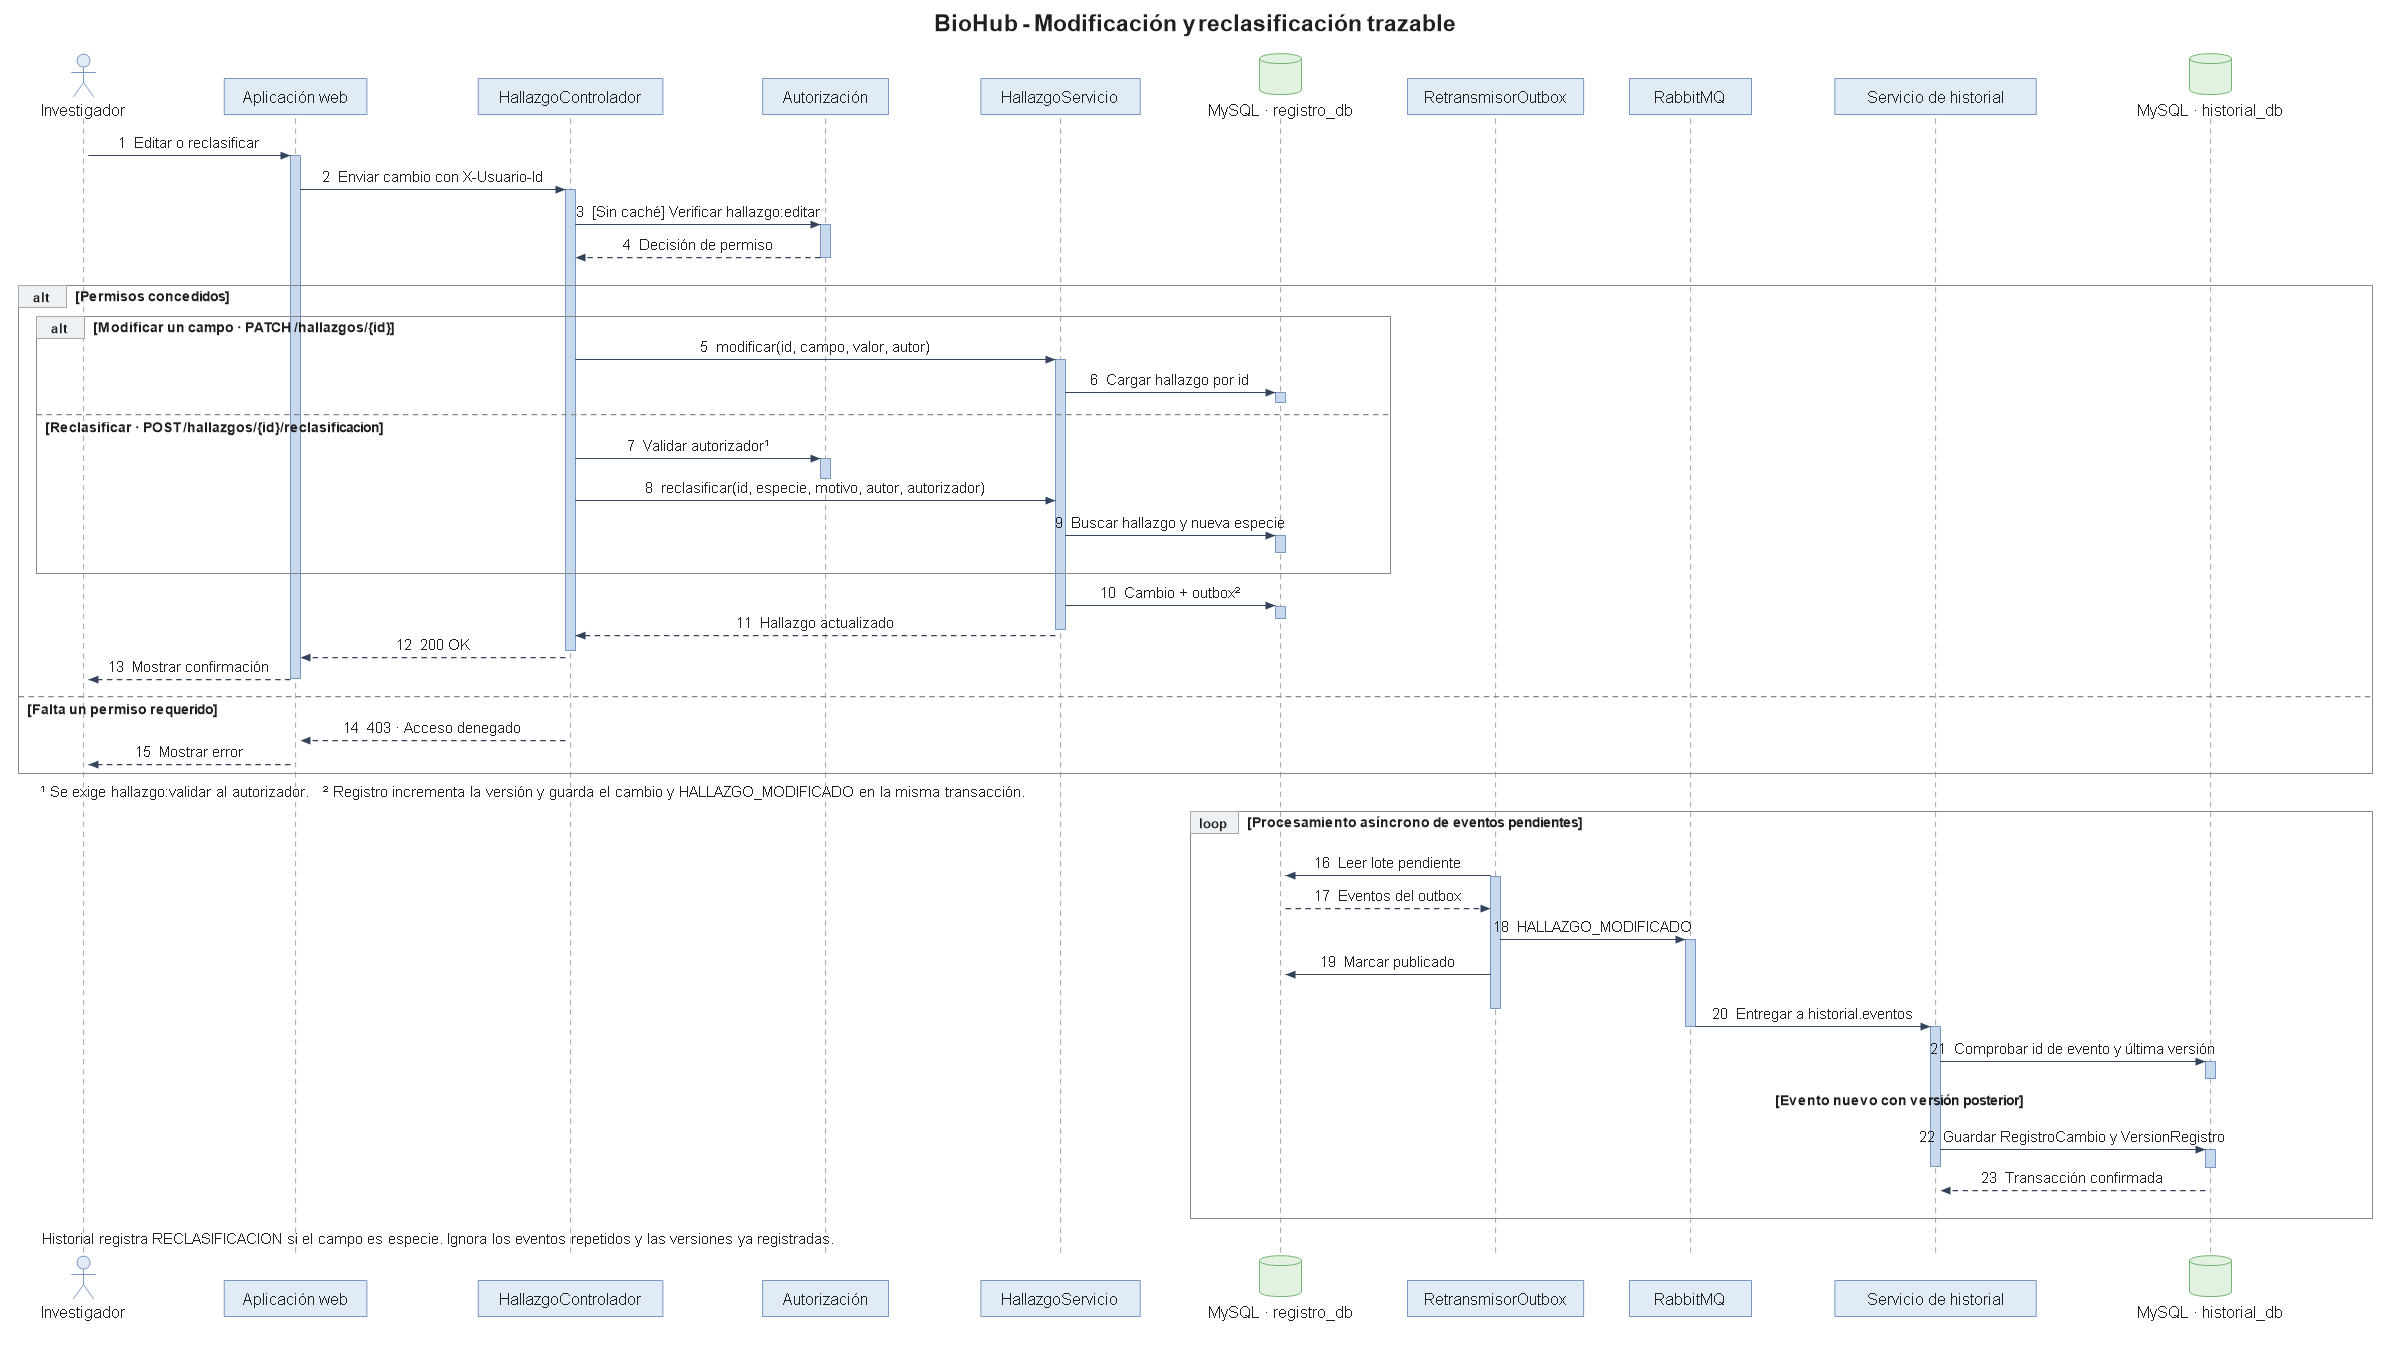 BioHub - Modificación y reclasificación trazable
Investigador
Aplicación web
HallazgoControlador
Autorización
HallazgoServicio
MySQL · registro_db
RetransmisorOutbox
RabbitMQ
Servicio de historial
MySQL · historial_db
1 Editar o reclasificar
2 Enviar cambio con X-Usuario-Id
3 [Sin caché] Verificar hallazgo:editar
4 Decisión de permiso
alt [Permisos concedidos]
alt [Modificar un campo · PATCH /hallazgos/{id}]
5 modificar(id, campo, valor, autor)
6 Cargar hallazgo por id
[Reclasificar · POST /hallazgos/{id}/reclasificacion]
7 Validar autorizador¹
8 reclasificar(id, especie, motivo, autor, autorizador)
9 Buscar hallazgo y nueva especie
10 Cambio + outbox²
11 Hallazgo actualizado
12 200 OK
13 Mostrar confirmación
[Falta un permiso requerido]
14 403 · Acceso denegado
15 Mostrar error
¹ Se exige hallazgo:validar al autorizador. ² Registro incrementa la versión y guarda el cambio y HALLAZGO_MODIFICADO en la misma transacción.
loop [Procesamiento asíncrono de eventos pendientes]
16 Leer lote pendiente
17 Eventos del outbox
18 HALLAZGO_MODIFICADO
19 Marcar publicado
20 Entregar a historial.eventos
21 Comprobar id de evento y última versión
[Evento nuevo con versión posterior]
22 Guardar RegistroCambio y VersionRegistro
23 Transacción confirmada
Historial registra RECLASIFICACION si el campo es especie. Ignora los eventos repetidos y las versiones ya registradas.
Investigador
Aplicación web
HallazgoControlador
Autorización
HallazgoServicio
MySQL · registro_db
RetransmisorOutbox
RabbitMQ
Servicio de historial
MySQL · historial_db